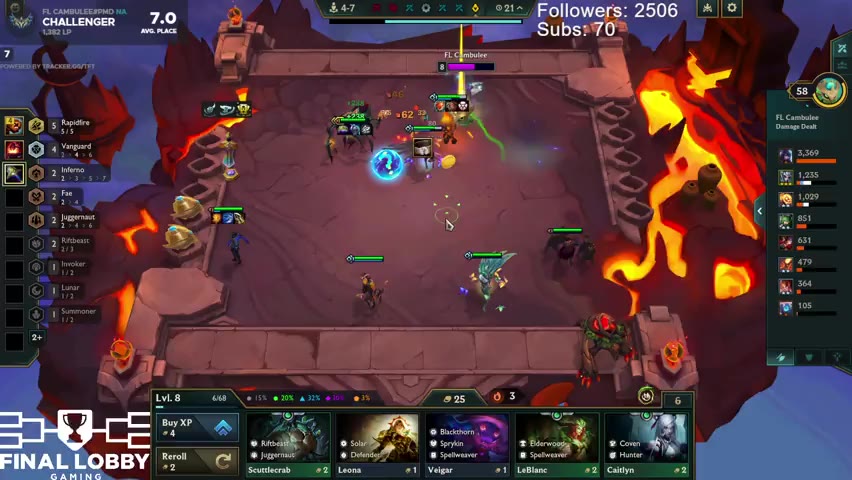 FL CAMBULEE#PMD NA
CHALLENGER
1,382 LP
7.0
AVG. PLACE
7
POWERED BY TRACKER.GG/TFT
4-7
21
Followers: 2506
Subs: 70
FL Cambulee
8
58
FL Cambulee
Damage Dealt
3,369
1,235
1,029
851
631
479
364
105
5 Rapidfire
5 / 5
4 Vanguard
2 > 4 > 6
2 Inferno
2 > 3 > 5 > 7
2 Fae
2 > 4
2 Juggernaut
2 > 4 > 6
2 Riftbeast
2 / 3
1 Invoker
1 / 2
1 Lunar
1 / 2
1 Summoner
1 / 2
2+
+238
62
Lvl. 8
6/68
15%
20%
32%
3%
25
3
6
Buy XP
4
Reroll
2
Riftbeast
Juggernaut
Scuttlecrab 2
Solar
Defender
Leona 1
Blackthorn
Sprykin
Spellweaver
Veigar 1
Elderwood
Spellweaver
LeBlanc 2
Coven
Hunter
Caitlyn 2
FINAL LOBBY
GAMING